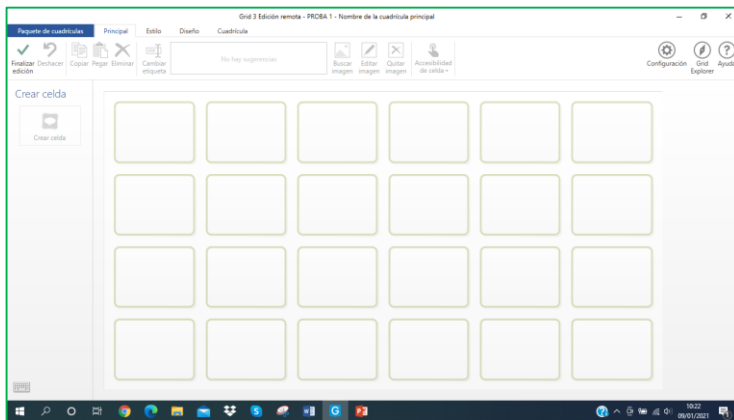 Grid 3 Edición remota - PROBA 1 - Nombre de la cuadrícula principal
Paquete de cuadrículas Principal Estilo Diseño Cuadrícula
Finalizar edición Deshacer Copiar Pegar Eliminar Cambiar etiqueta No hay sugerencias Buscar imagen Editar imagen Quitar imagen Accesibilidad de celda Configuración Grid Explorer Ayuda
Crear celda
Crear celda
10:22
09/01/2021